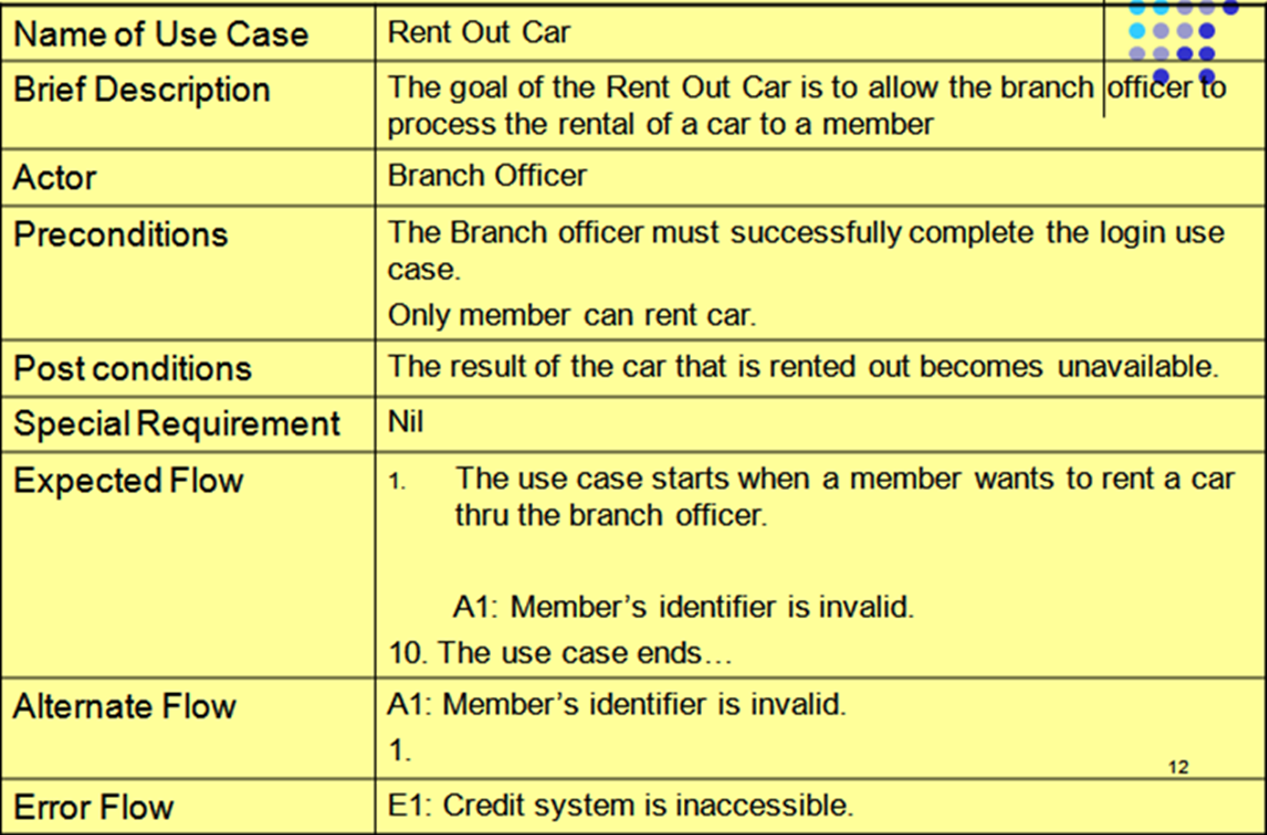 Name of Use Case
Rent Out Car
Brief Description
The goal of the Rent Out Car is to allow the branch officer to
process the rental of a car to a member
Actor
Branch Officer
Preconditions
The Branch officer must successfully complete the login use
case.
Only member can rent car.
Post conditions
The result of the car that is rented out becomes unavailable.
Special Requirement
Nil
Expected Flow
1. The use case starts when a member wants to rent a car
thru the branch officer.
A1: Member's identifier is invalid.
10. The use case ends…
Alternate Flow
A1: Member's identifier is invalid.
1.
12
Error Flow
E1: Credit system is inaccessible.